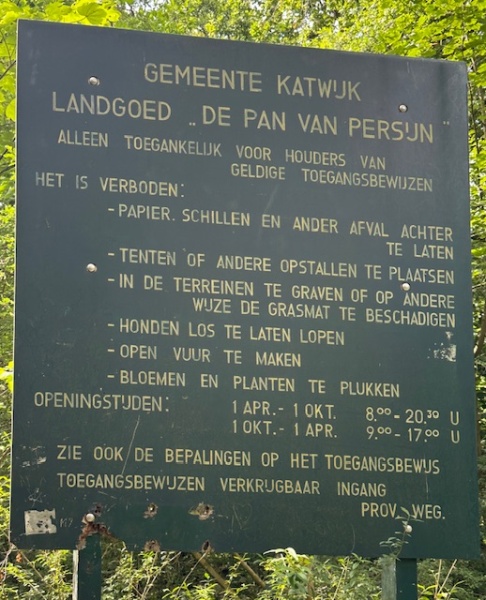 GEMEENTE KATWIJK
LANDGOED „DE PAN VAN PERSIJN"
ALLEEN TOEGANKELIJK VOOR HOUDERS VAN
GELDIGE TOEGANGSBEWIJZEN
HET IS VERBODEN:
- PAPIER. SCHILLEN EN ANDER AFVAL ACHTER
TE LATEN
- TENTEN OF ANDERE OPSTALLEN TE PLAATSEN
- IN DE TERREINEN TE GRAVEN OF OP ANDERE
WIJZE DE GRASMAT TE BESCHADIGEN
- HONDEN LOS TE LATEN LOPEN
- OPEN VUUR TE MAKEN
- BLOEMEN EN PLANTEN TE PLUKKEN
OPENINGSTIJDEN: 1 APR. - 1 OKT. 8.00 - 20.30 U
1 OKT. - 1 APR. 9.00 - 17.00 U
ZIE OOK DE BEPALINGEN OP HET TOEGANGSBEWIJS
TOEGANGSBEWIJZEN VERKRIJGBAAR INGANG
PROV. WEG.